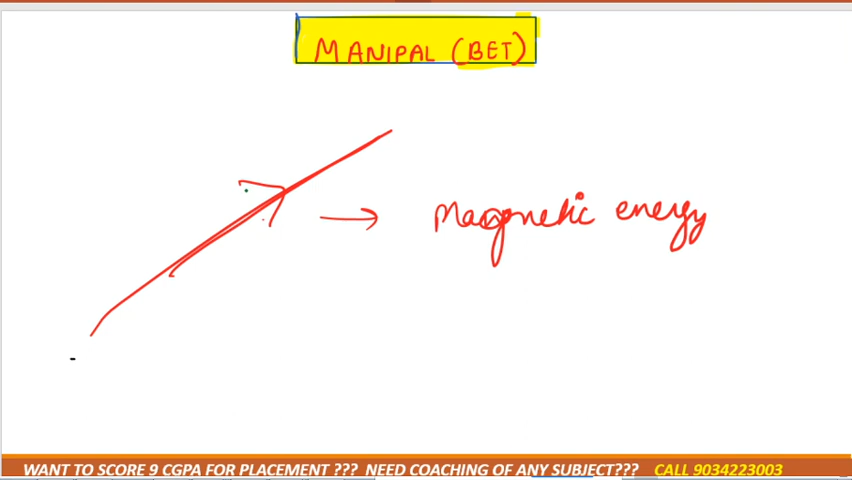 MANIPAL (BET)
Magnetic energy
WANT TO SCORE 9 CGPA FOR PLACEMENT ??? NEED COACHING OF ANY SUBJECT??? CALL 9034223003